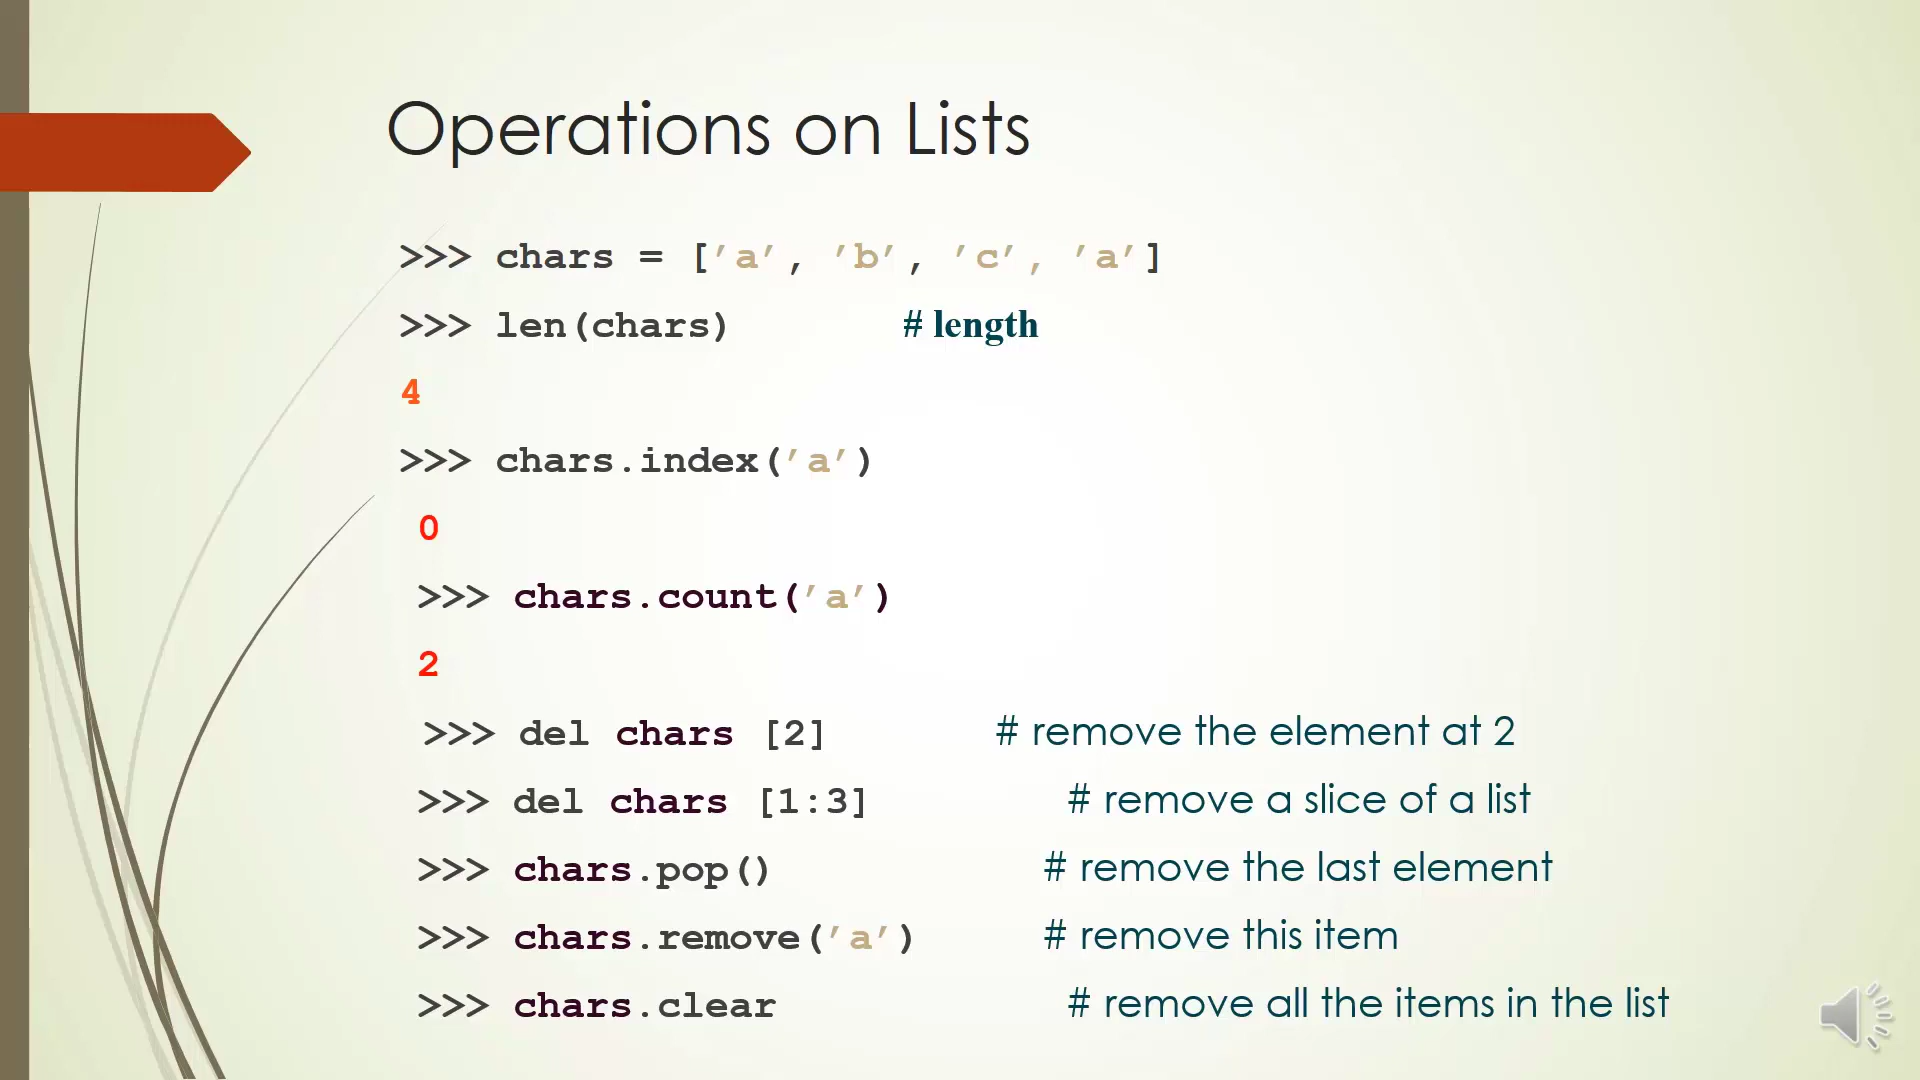 Operations on Lists
>>> chars = [’a’, ’b’, ’c’, ’a’]
>>> len(chars) # length
4
>>> chars.index(’a’)
0
>>> chars.count(’a’)
2
>>> del chars [2] # remove the element at 2
>>> del chars [1:3] # remove a slice of a list
>>> chars.pop() # remove the last element
>>> chars.remove(’a’) # remove this item
>>> chars.clear # remove all the items in the list